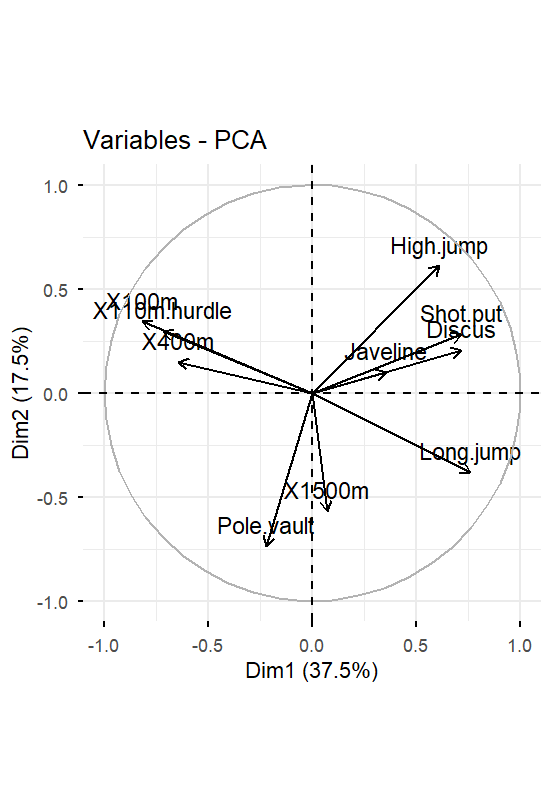 Variables - PCA
1.0
High.jump
X100m
0.5
X110m.hurdle
Shot.put
Discus
X400m
Javeline
0.0
Long.jump
X1500m
-0.5
Pole.vault
-1.0
-1.0 -0.5 0.0 0.5 1.0
Dim1 (37.5%)
Dim2 (17.5%)